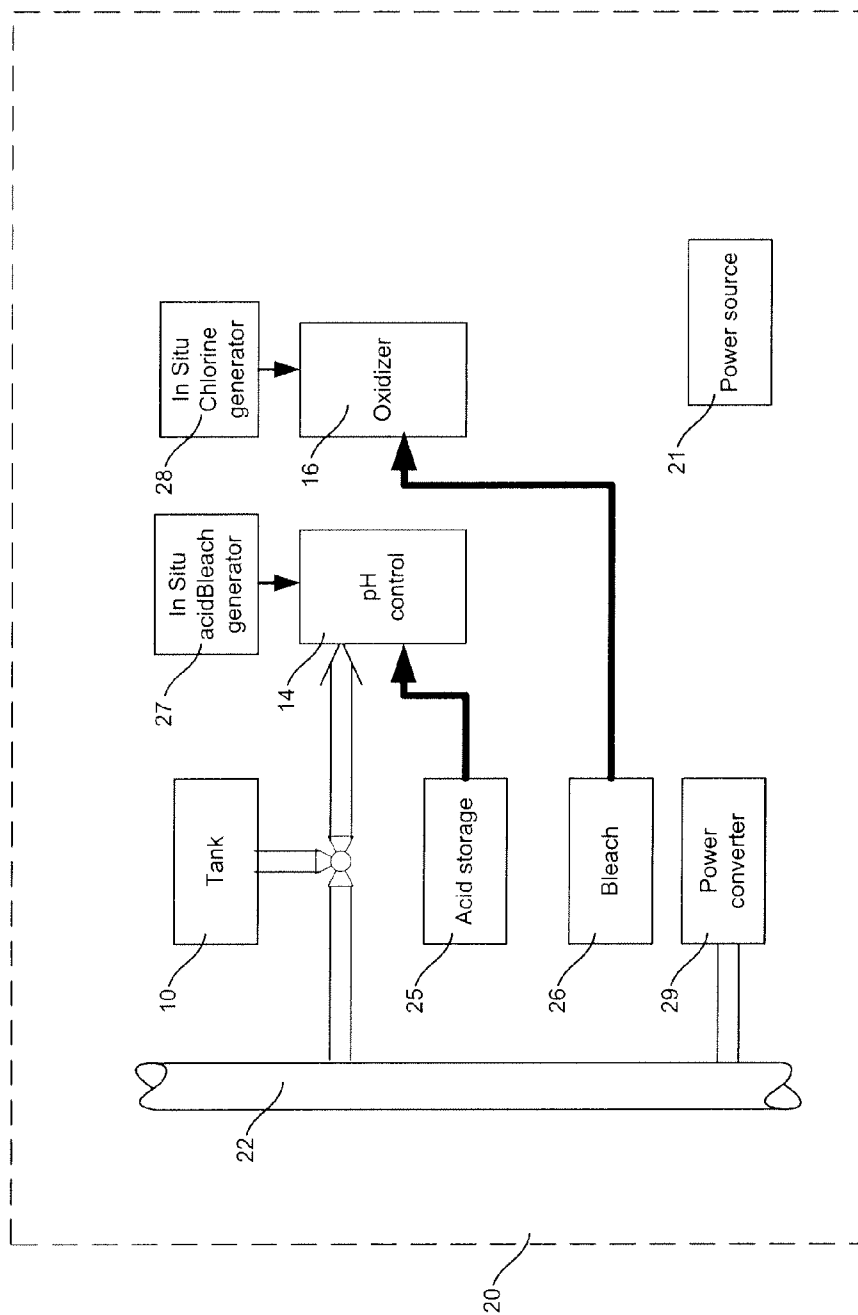 In Situ
Chlorine
generator
28
Oxidizer
16
In Situ
acidBleach
generator
27
pH
control
14
Power source
21
Tank
10
Acid storage
25
Bleach
26
Power
converter
29
22
20